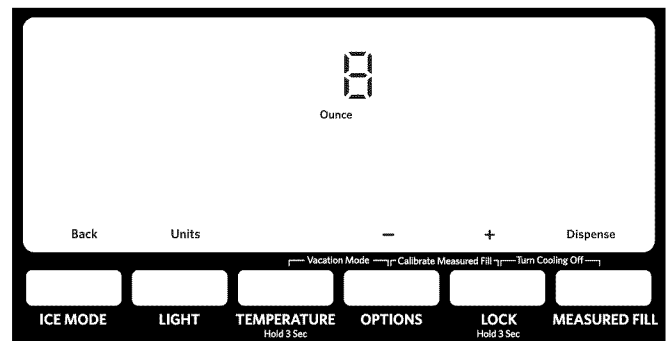 8
Ounce
Back Units − + Dispense
Vacation Mode Calibrate Measured Fill Turn Cooling Off
ICE MODE LIGHT TEMPERATURE OPTIONS LOCK MEASURED FILL
Hold 3 Sec Hold 3 Sec